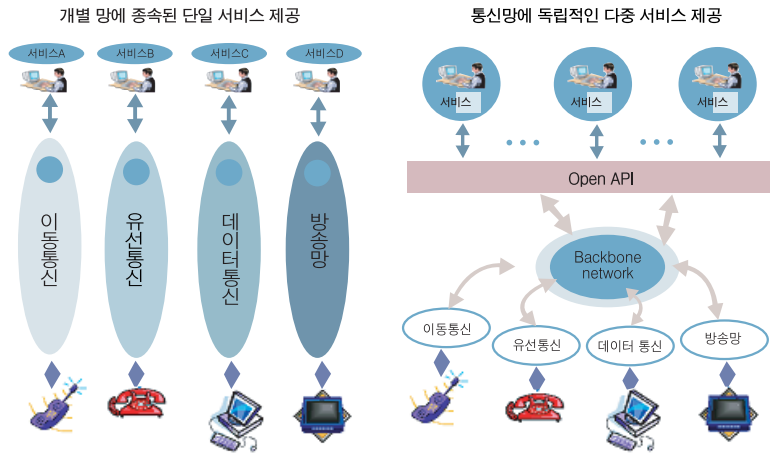 개별 망에 종속된 단일 서비스 제공
서비스A
서비스B
서비스C
서비스D
이동통신
유선통신
데이터통신
방송망
통신망에 독립적인 다중 서비스 제공
서비스
서비스
서비스
Open API
Backbone
network
이동통신
유선통신
데이터 통신
방송망